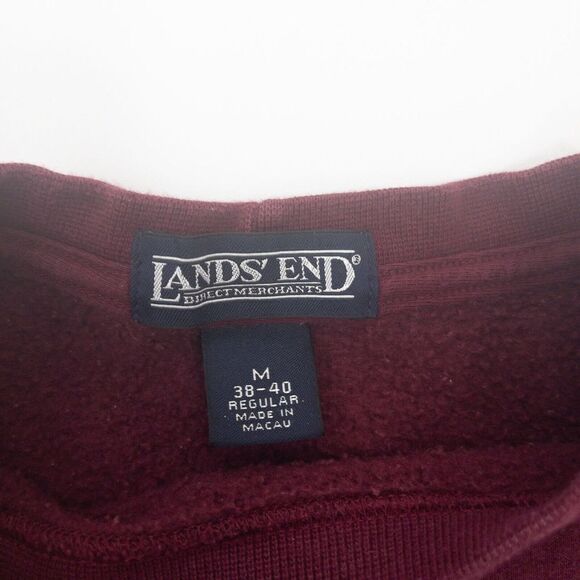 LANDS' END®
DIRECT MERCHANTS
M
38-40
REGULAR
MADE IN
MACAU